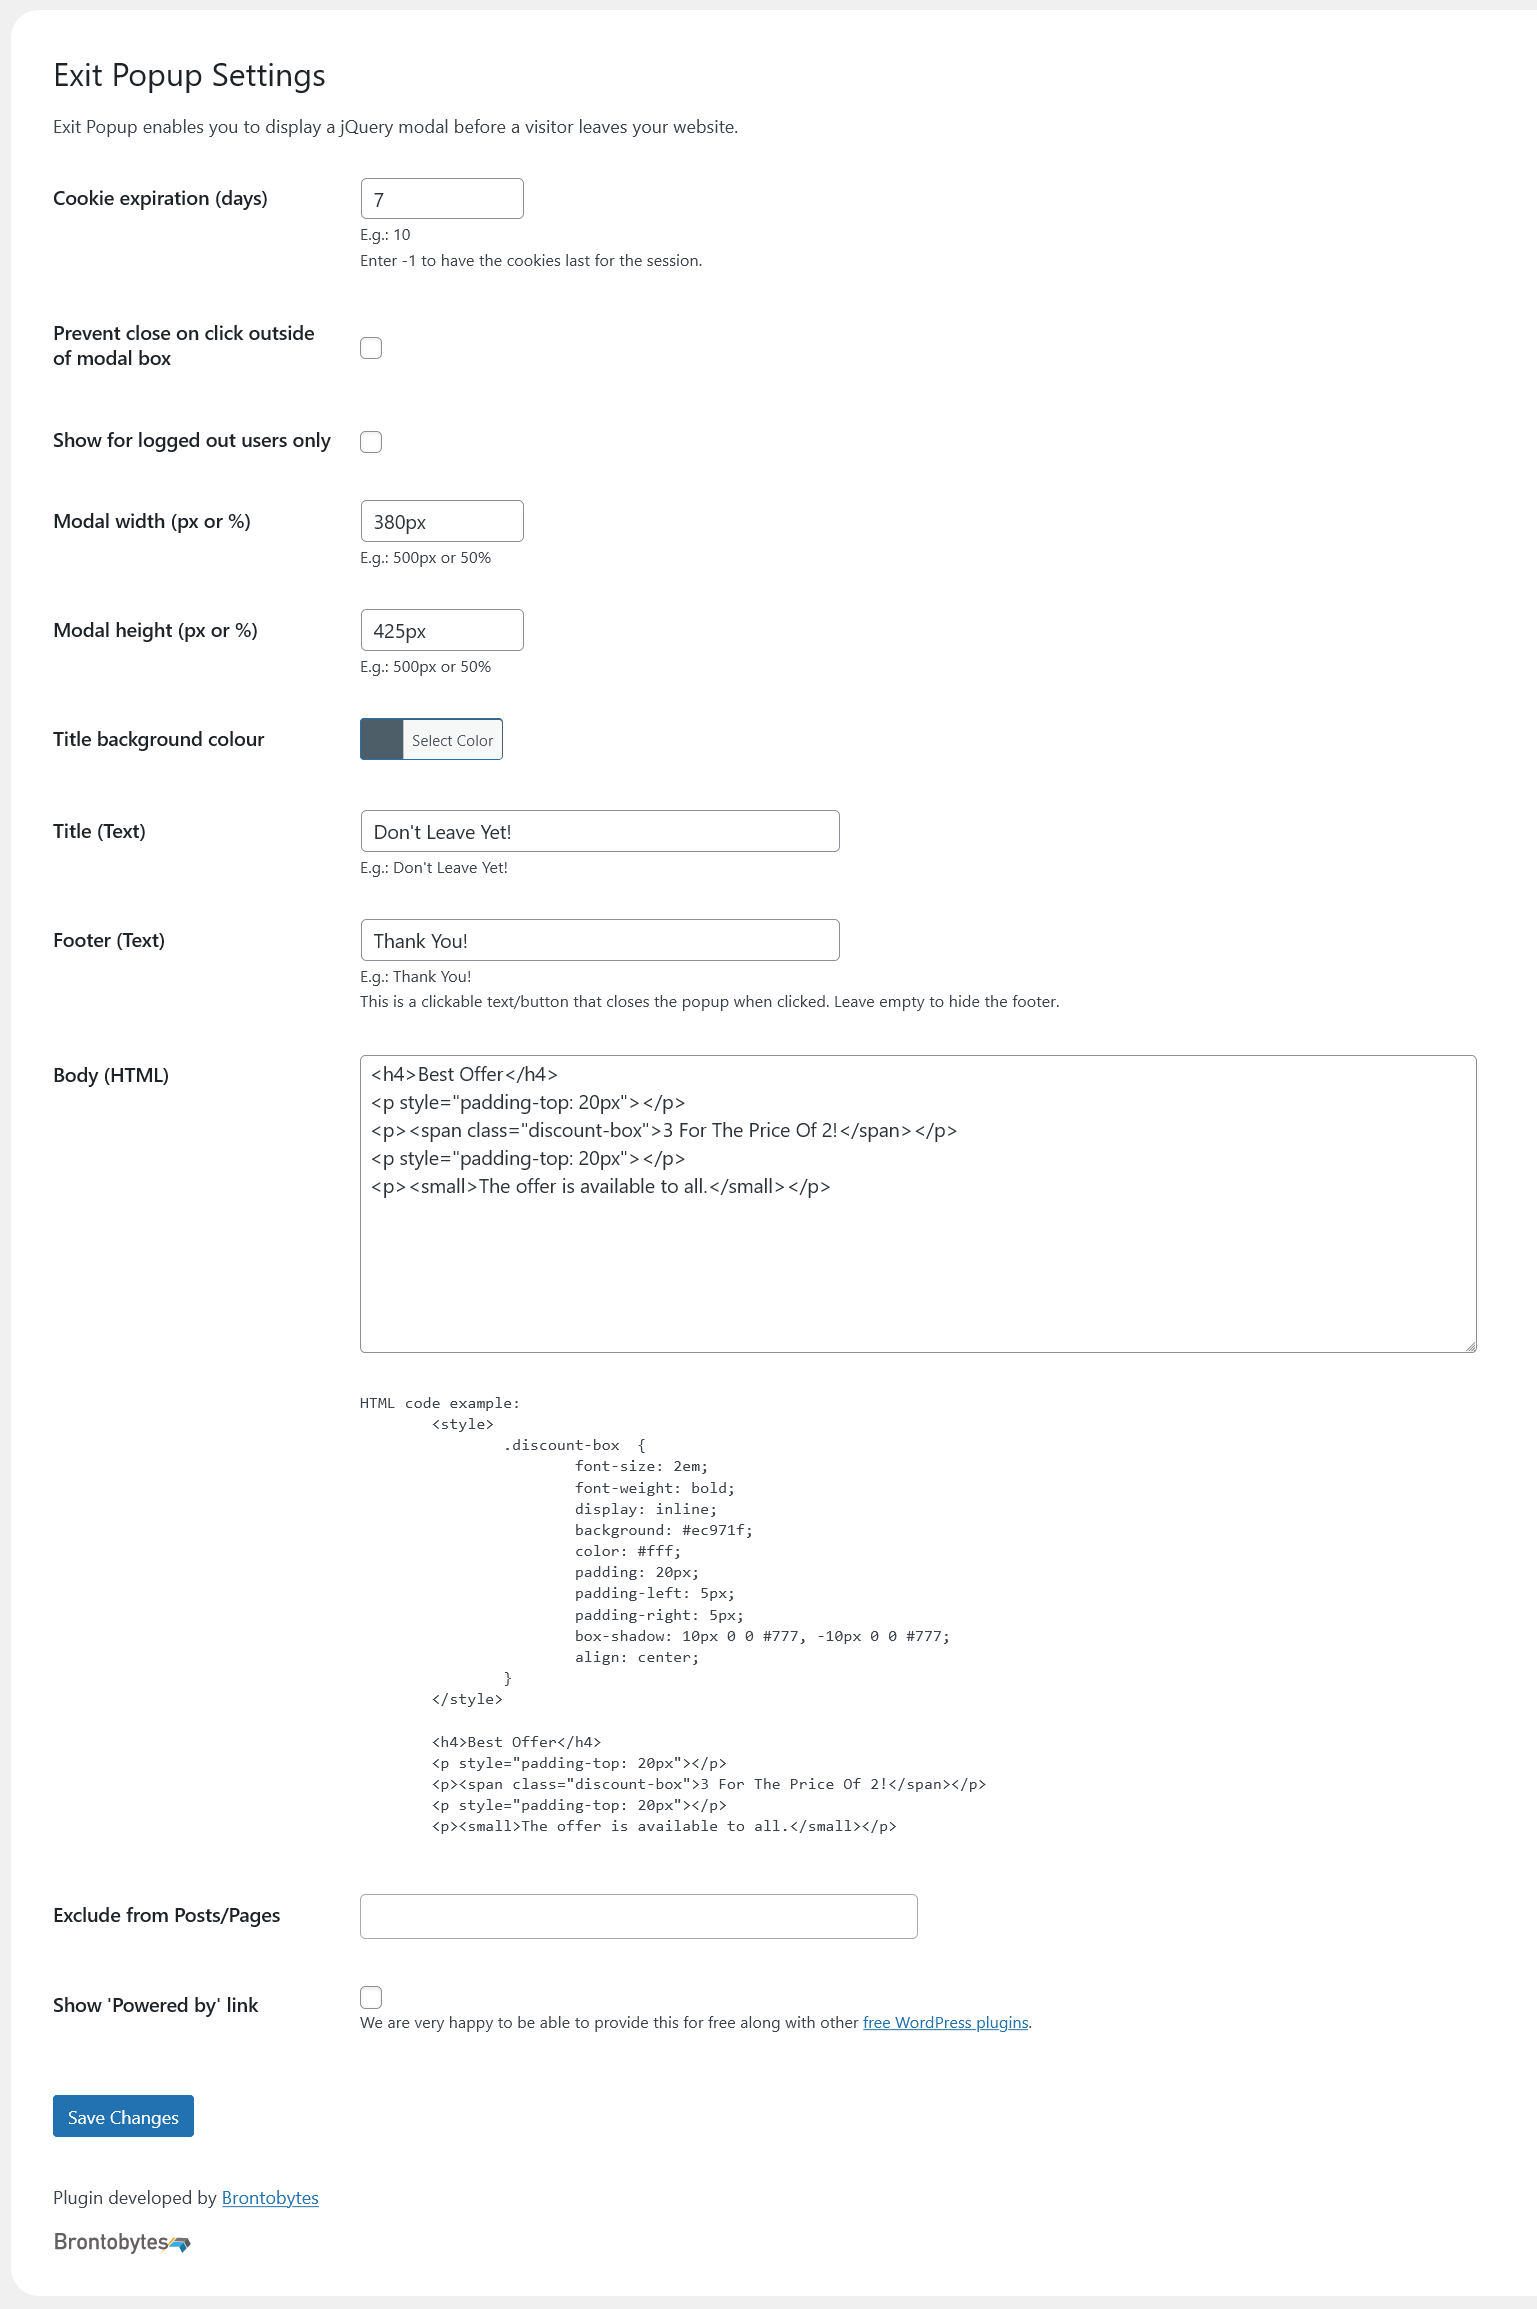 Exit Popup Settings
Exit Popup enables you to display a jQuery modal before a visitor leaves your website.
Cookie expiration (days)
7
E.g.: 10
Enter -1 to have the cookies last for the session.
Prevent close on click outside
of modal box
Show for logged out users only
Modal width (px or %)
380px
E.g.: 500px or 50%
Modal height (px or %)
425px
E.g.: 500px or 50%
Title background colour
Select Color
Title (Text)
Don't Leave Yet!
E.g.: Don't Leave Yet!
Footer (Text)
Thank You!
E.g.: Thank You!
This is a clickable text/button that closes the popup when clicked. Leave empty to hide the footer.
Body (HTML)
<h4>Best Offer</h4>
<p style="padding-top: 20px"></p>
<p><span class="discount-box">3 For The Price Of 2!</span></p>
<p style="padding-top: 20px"></p>
<p><small>The offer is available to all.</small></p>
HTML code example:
<style>
.discount-box  {
font-size: 2em;
font-weight: bold;
display: inline;
background: #ec971f;
color: #fff;
padding: 20px;
padding-left: 5px;
padding-right: 5px;
box-shadow: 10px 0 0 #777, -10px 0 0 #777;
align: center;
}
</style>
<h4>Best Offer</h4>
<p style="padding-top: 20px"></p>
<p><span class="discount-box">3 For The Price Of 2!</span></p>
<p style="padding-top: 20px"></p>
<p><small>The offer is available to all.</small></p>
Exclude from Posts/Pages
Show 'Powered by' link
We are very happy to be able to provide this for free along with other free WordPress plugins.
Save Changes
Plugin developed by Brontobytes
Brontobytes